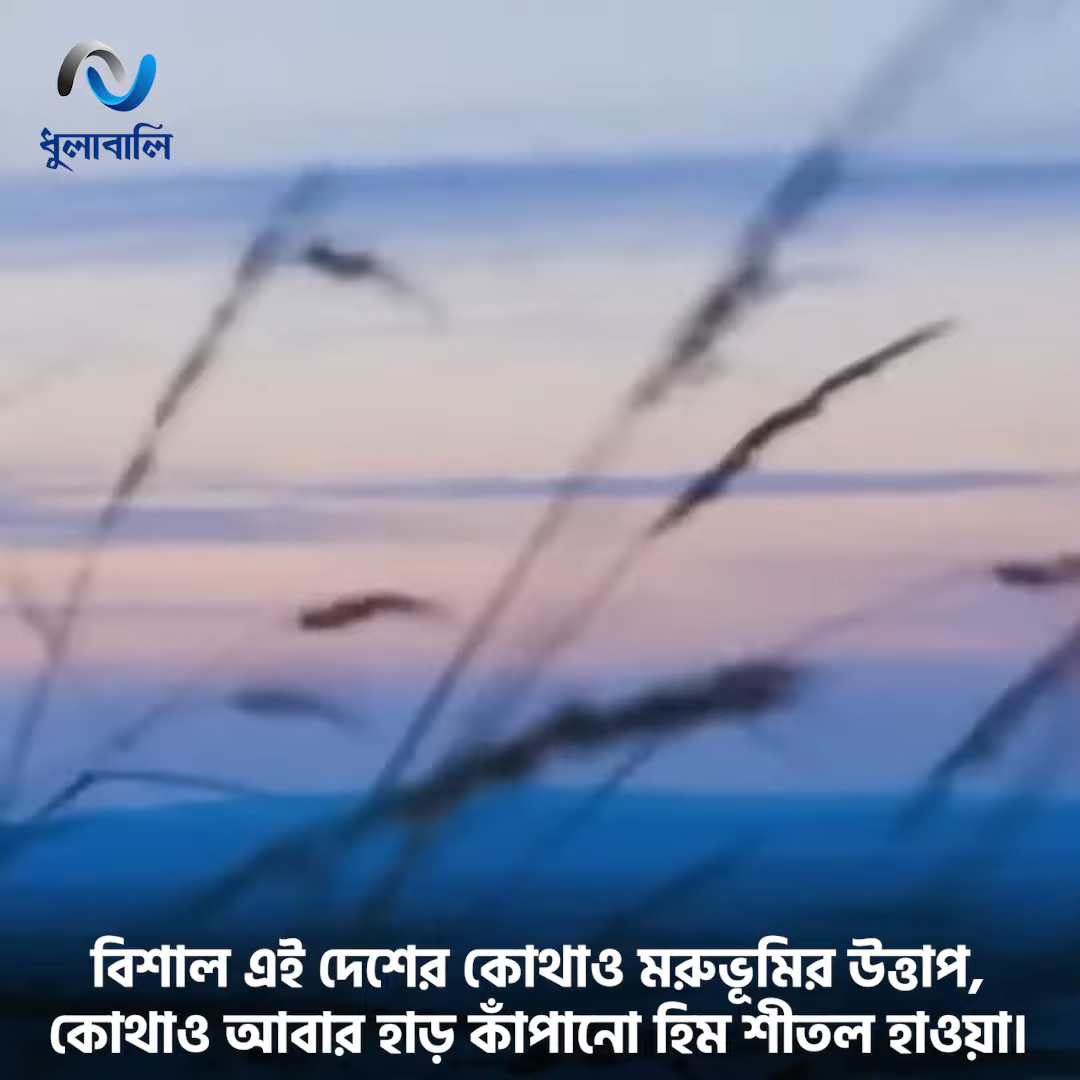 ধুলাবালি
বিশাল এই দেশের কোথাও মরুভূমির উত্তাপ,
কোথাও আবার হাড় কাঁপানো হিম শীতল হাওয়া।